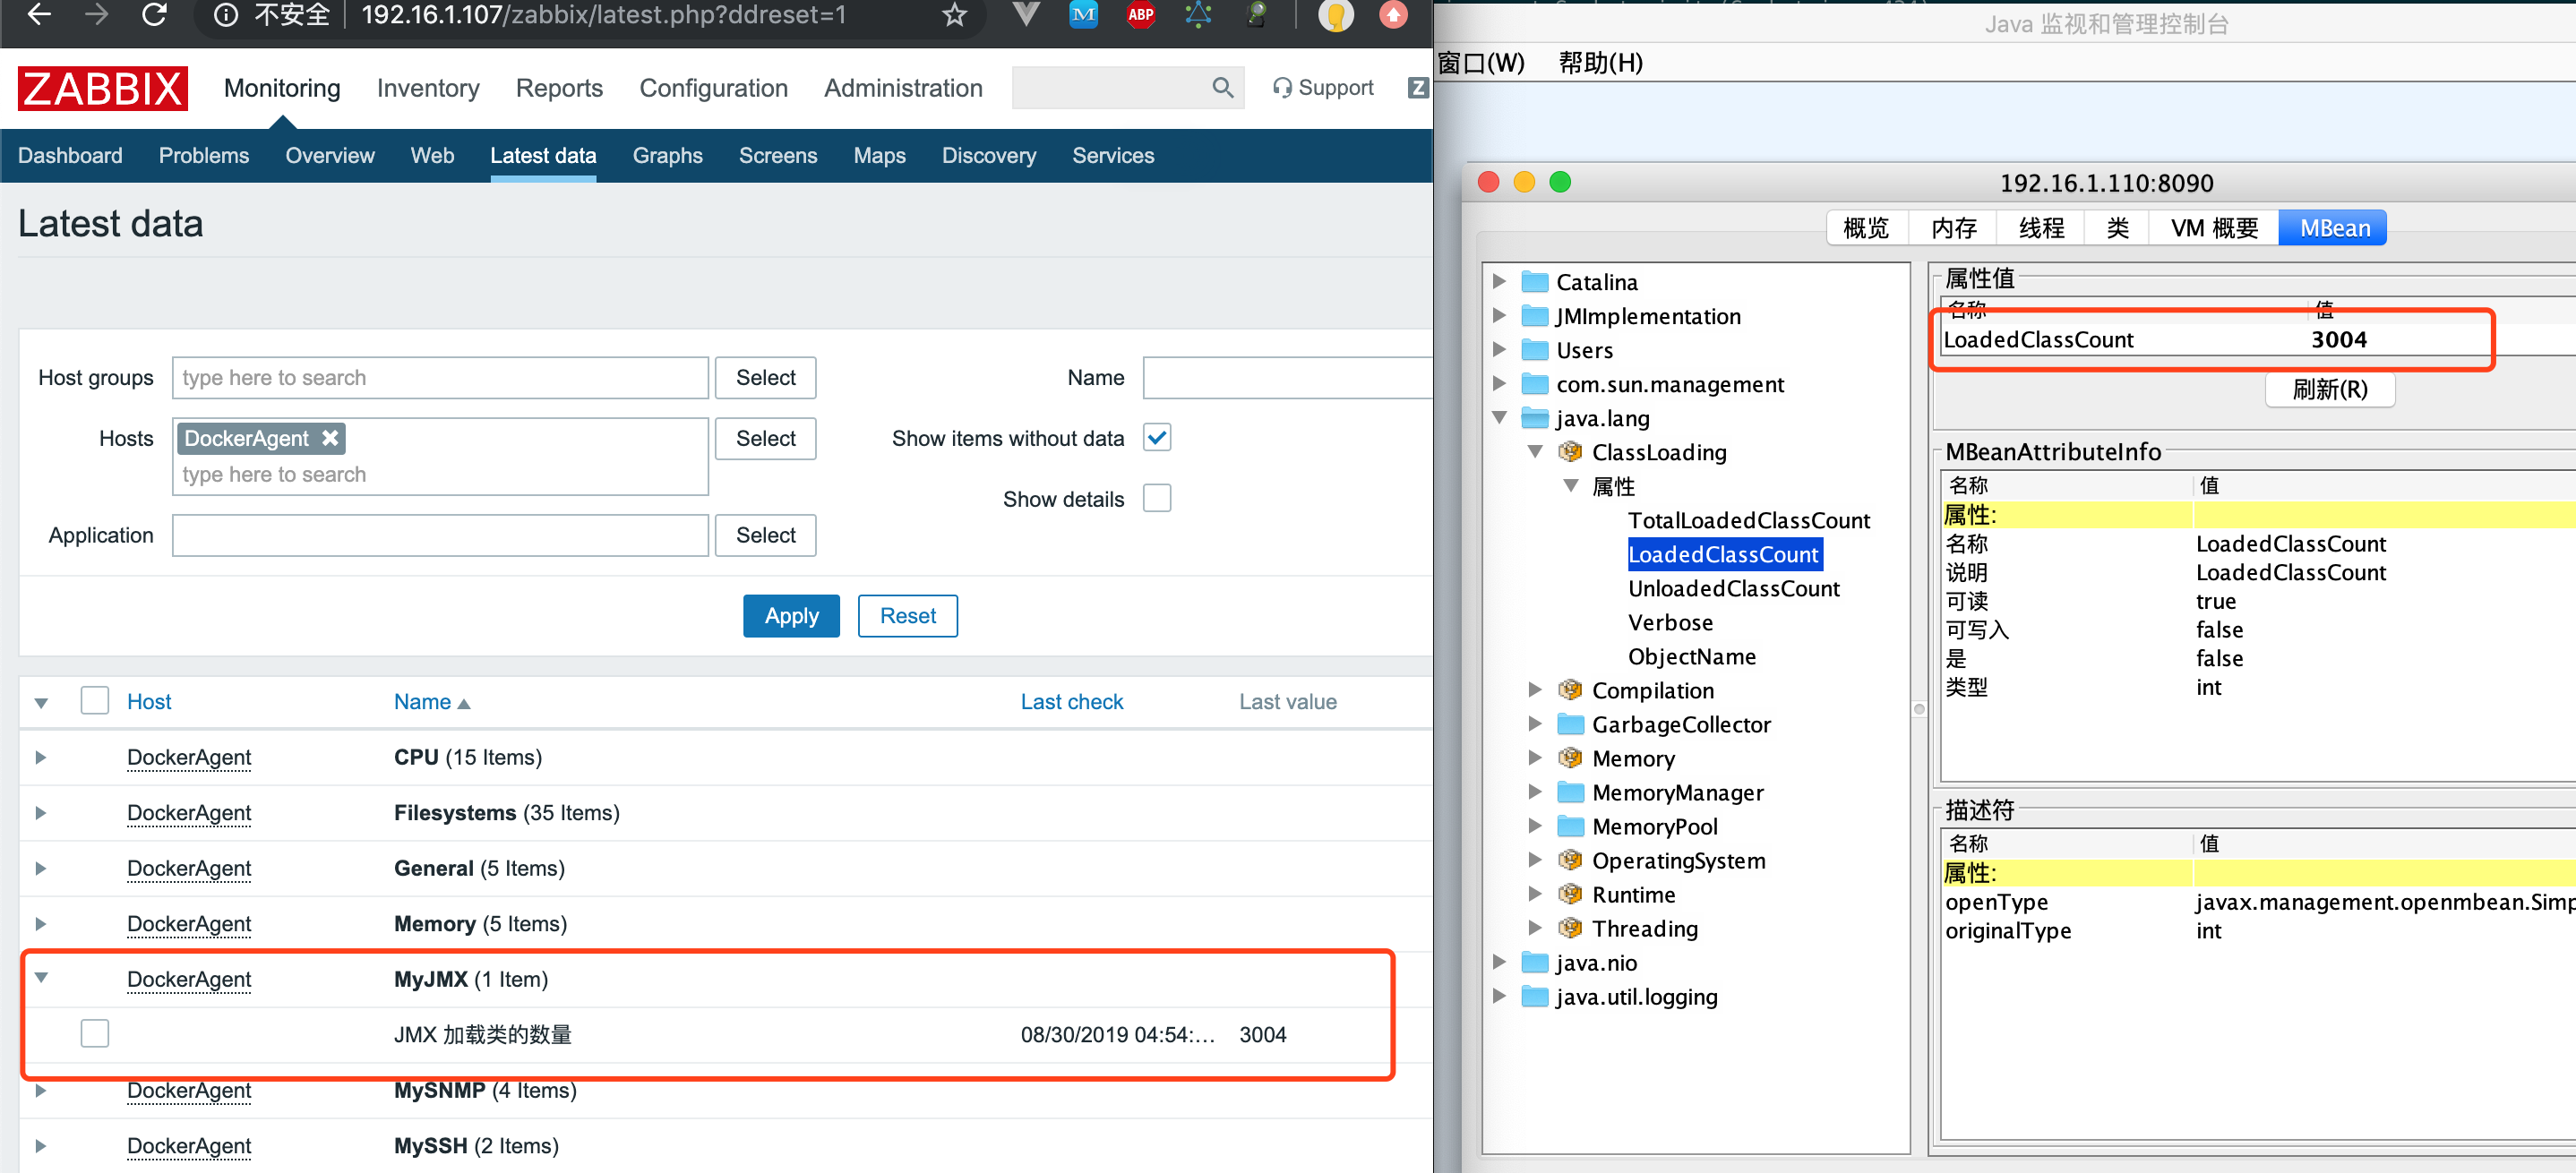 不安全 192.16.1.107/zabbix/latest.php?ddreset=1
M
ABP
ZABBIX Monitoring Inventory Reports Configuration Administration Support Z
Dashboard Problems Overview Web Latest data Graphs Screens Maps Discovery Services
Latest data
Host groups type here to search Select Name
Hosts DockerAgent Select Show items without data
type here to search
Show details
Application Select
Apply Reset
Host Name Last check Last value
DockerAgent CPU (15 Items)
DockerAgent Filesystems (35 Items)
DockerAgent General (5 Items)
DockerAgent Memory (5 Items)
DockerAgent MyJMX (1 Item)
JMX 加载类的数量 08/30/2019 04:54:... 3004
DockerAgent MySNMP (4 Items)
DockerAgent MySSH (2 Items)
Java 监视和管理控制台
窗口(W) 帮助(H)
192.16.1.110:8090
概览 内存 线程 类 VM 概要 MBean
Catalina
JMImplementation
Users
com.sun.management
java.lang
ClassLoading
属性
TotalLoadedClassCount
LoadedClassCount
UnloadedClassCount
Verbose
ObjectName
Compilation
GarbageCollector
Memory
MemoryManager
MemoryPool
OperatingSystem
Runtime
Threading
java.nio
java.util.logging
属性值
名称 值
LoadedClassCount 3004
刷新(R)
MBeanAttributeInfo
名称 值
属性:
名称 LoadedClassCount
说明 LoadedClassCount
可读 true
可写入 false
是 false
类型 int
描述符
名称 值
属性:
openType javax.management.openmbean.Simp
originalType int